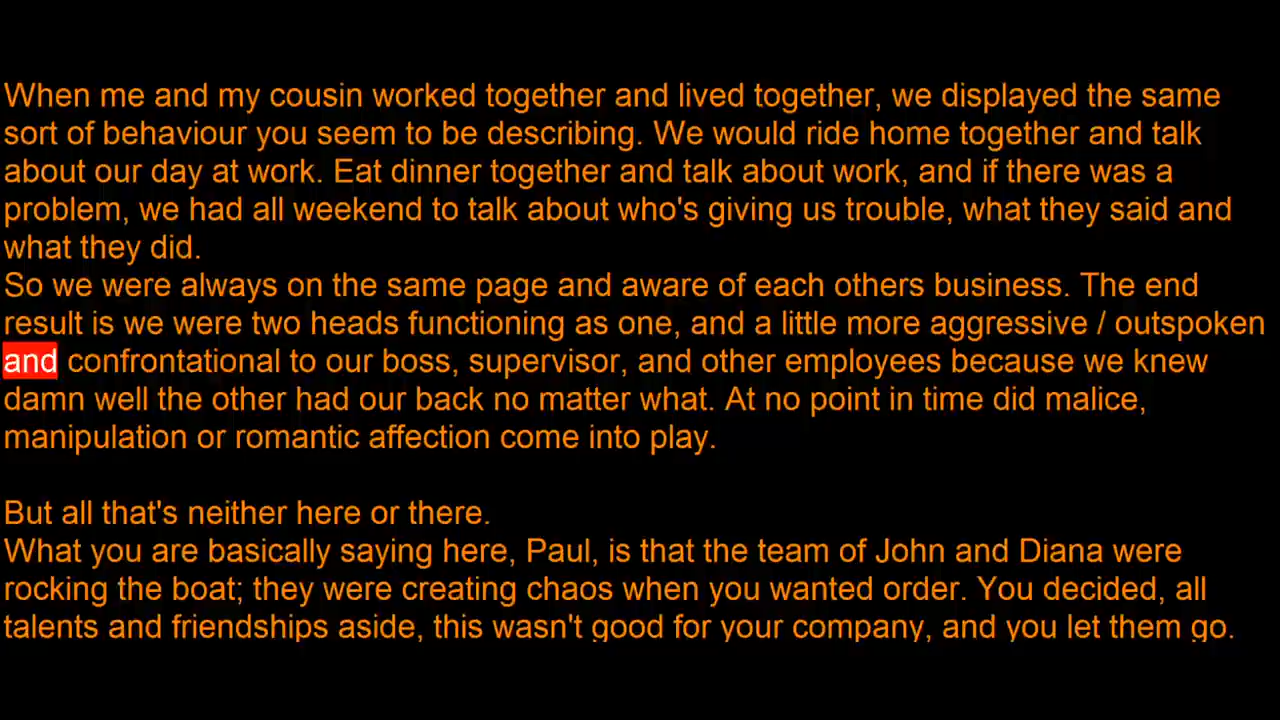 When me and my cousin worked together and lived together, we displayed the same
sort of behaviour you seem to be describing. We would ride home together and talk
about our day at work. Eat dinner together and talk about work, and if there was a
problem, we had all weekend to talk about who's giving us trouble, what they said and
what they did.
So we were always on the same page and aware of each others business. The end
result is we were two heads functioning as one, and a little more aggressive / outspoken
and confrontational to our boss, supervisor, and other employees because we knew
damn well the other had our back no matter what. At no point in time did malice,
manipulation or romantic affection come into play.
But all that's neither here or there.
What you are basically saying here, Paul, is that the team of John and Diana were
rocking the boat; they were creating chaos when you wanted order. You decided, all
talents and friendships aside, this wasn't good for your company, and you let them go.